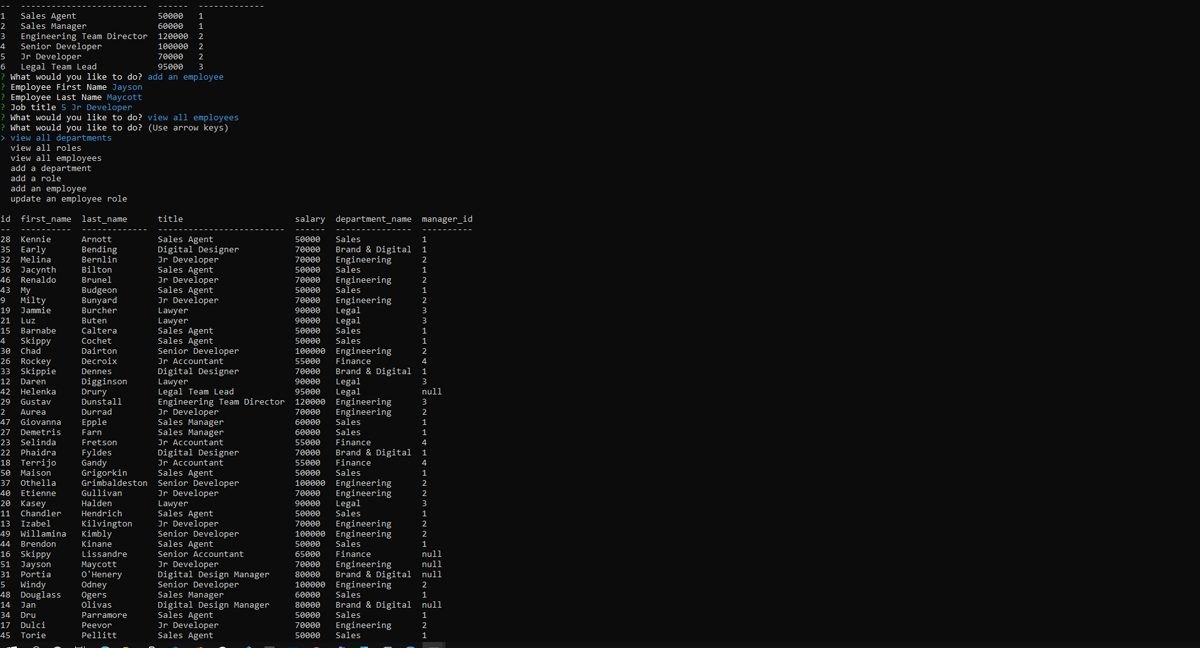 -- ------------------------- ------ -------------
1 Sales Agent 50000 1
2 Sales Manager 60000 1
3 Engineering Team Director 120000 2
4 Senior Developer 100000 2
5 Jr Developer 70000 2
6 Legal Team Lead 95000 3
? What would you like to do? add an employee
? Employee First Name Jayson
? Employee Last Name Maycott
? Job title 5 Jr Developer
? What would you like to do? view all employees
? What would you like to do? (Use arrow keys)
> view all departments
view all roles
view all employees
add a department
add a role
add an employee
update an employee role
id first_name last_name title salary department_name manager_id
-- ---------- ------------- ------------------------- ------ --------------- ----------
28 Kennie Arnott Sales Agent 50000 Sales 1
35 Early Bending Digital Designer 70000 Brand & Digital 1
32 Melina Bernlin Jr Developer 70000 Engineering 2
36 Jacynth Bilton Sales Agent 50000 Sales 1
46 Renaldo Brunel Jr Developer 70000 Engineering 2
43 My Budgeon Sales Agent 50000 Sales 1
9 Milty Bunyard Jr Developer 70000 Engineering 2
19 Jammie Burcher Lawyer 90000 Legal 3
21 Luz Buten Lawyer 90000 Legal 3
15 Barnabe Caltera Sales Agent 50000 Sales 1
4 Skippy Cochet Sales Agent 50000 Sales 1
30 Chad Dairton Senior Developer 100000 Engineering 2
26 Rockey Decroix Jr Accountant 55000 Finance 4
33 Skippie Dennes Digital Designer 70000 Brand & Digital 1
12 Daren Digginson Lawyer 90000 Legal 3
42 Helenka Drury Legal Team Lead 95000 Legal null
29 Gustav Dunstall Engineering Team Director 120000 Engineering 3
2 Aurea Durrad Jr Developer 70000 Engineering 2
47 Giovanna Epple Sales Manager 60000 Sales 1
27 Demetris Farn Sales Manager 60000 Sales 1
23 Selinda Fretson Jr Accountant 55000 Finance 4
22 Phaidra Fyldes Digital Designer 70000 Brand & Digital 1
18 Terrijo Gandy Jr Accountant 55000 Finance 4
50 Maison Grigorkin Sales Agent 50000 Sales 1
37 Othella Grimbaldeston Senior Developer 100000 Engineering 2
40 Etienne Gullivan Jr Developer 70000 Engineering 2
20 Kasey Halden Lawyer 90000 Legal 3
11 Chandler Hendrich Sales Agent 50000 Sales 1
13 Izabel Kilvington Jr Developer 70000 Engineering 2
49 Willamina Kimbly Senior Developer 100000 Engineering 2
44 Brendon Kinane Sales Agent 50000 Sales 1
16 Skippy Lissandre Senior Accountant 65000 Finance null
51 Jayson Maycott Jr Developer 70000 Engineering null
31 Portia O'Henery Digital Design Manager 80000 Brand & Digital null
5 Windy Odney Senior Developer 100000 Engineering 2
48 Douglass Ogers Sales Manager 60000 Sales 1
14 Jan Olivas Digital Design Manager 80000 Brand & Digital null
34 Dru Parramore Sales Agent 50000 Sales 1
17 Dulci Peevor Jr Developer 70000 Engineering 2
45 Torie Pellitt Sales Agent 50000 Sales 1